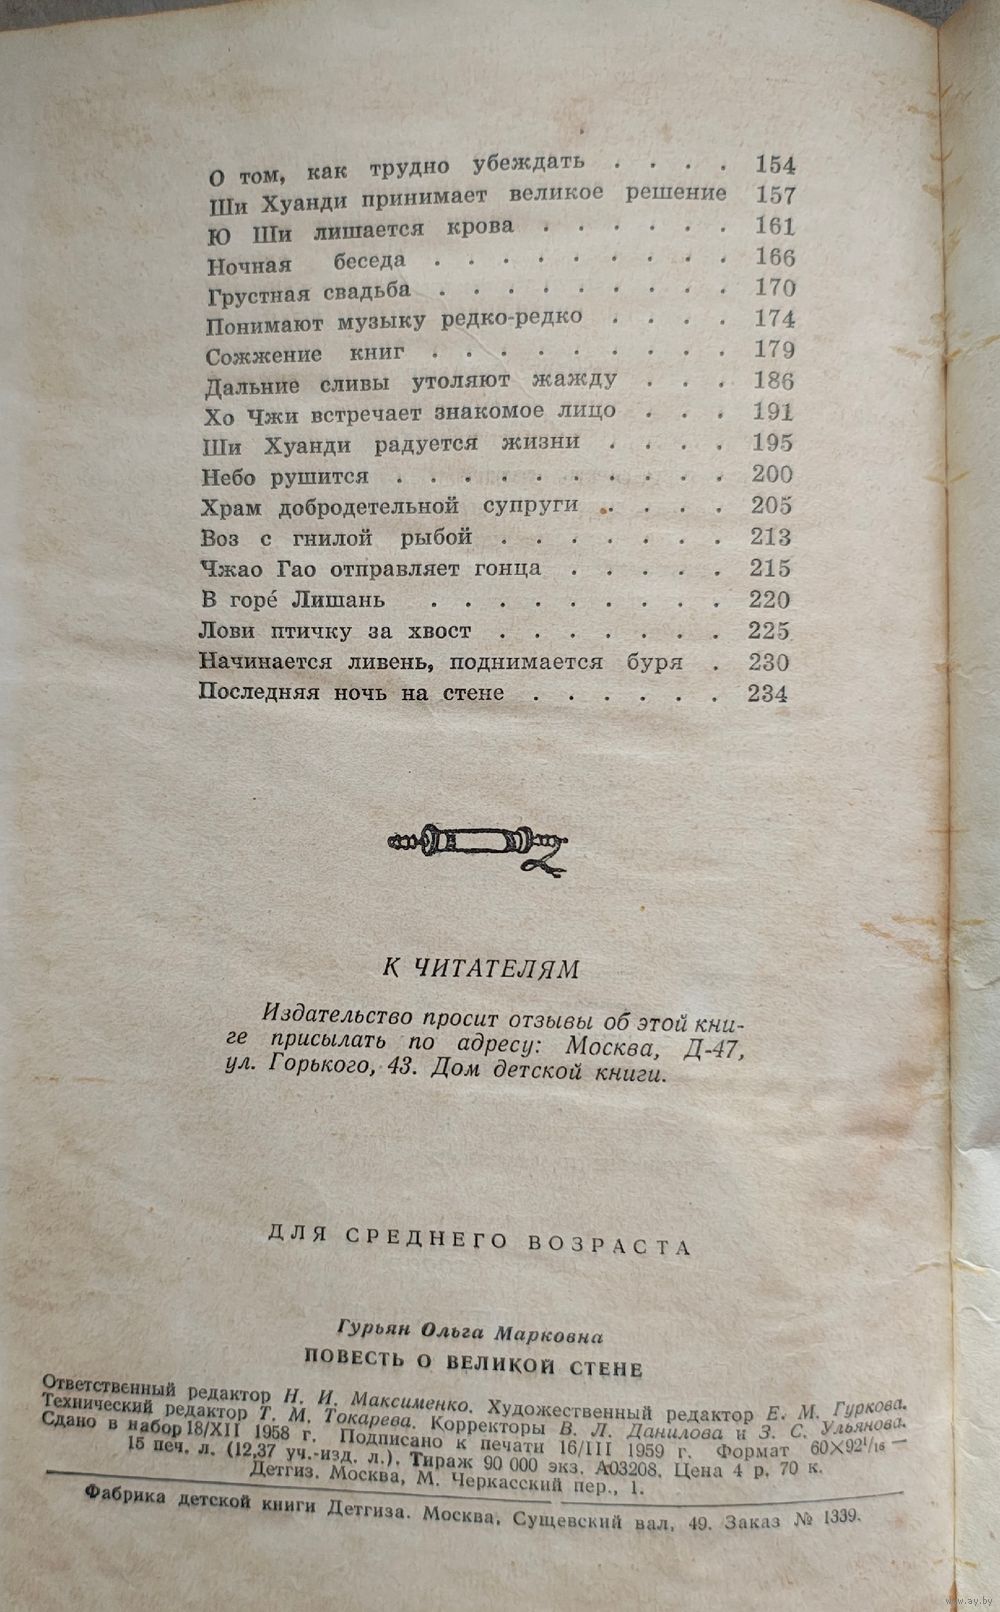 О том, как трудно убеждать . . . . 154
Ши Хуанди принимает великое решение 157
Ю Ши лишается крова . . . . . . 161
Ночная беседа . . . . . . . . . 166
Грустная свадьба . . . . . . . . . 170
Понимают музыку редко-редко . . . . 174
Сожжение книг . . . . . . . . . 179
Дальние сливы утоляют жажду . . . 186
Хо Чжи встречает знакомое лицо . . . 191
Ши Хуанди радуется жизни . . . . 195
Небо рушится . . . . . . . . . . 200
Храм добродетельной супруги . . . . 205
Воз с гнилой рыбой . . . . . . . 213
Чжао Гао отправляет гонца . . . . . 215
В горе́ Лишань . . . . . . . . . 220
Лови птичку за хвост . . . . . . . 225
Начинается ливень, поднимается буря . 230
Последняя ночь на стене . . . . . . 234
К ЧИТАТЕЛЯМ
Издательство просит отзывы об этой кни-
ге присылать по адресу: Москва, Д-47,
ул. Горького, 43. Дом детской книги.
ДЛЯ СРЕДНЕГО ВОЗРАСТА
Гурьян Ольга Марковна
ПОВЕСТЬ О ВЕЛИКОЙ СТЕНЕ
Ответственный редактор Н. И. Максименко. Художественный редактор Е. М. Гуркова.
Технический редактор Т. М. Токарева. Корректоры В. Л. Данилова и З. С. Ульянова.
Сдано в набор 18/XII 1958 г. Подписано к печати 16/III 1959 г. Формат 60×92¹/₁₆ —
15 печ. л. (12,37 уч.-изд. л.). Тираж 90 000 экз. А03208. Цена 4 р. 70 к.
Детгиз. Москва, М. Черкасский пер., 1.
Фабрика детской книги Детгиза. Москва, Сущевский вал, 49. Заказ № 1339.
www.ay.by